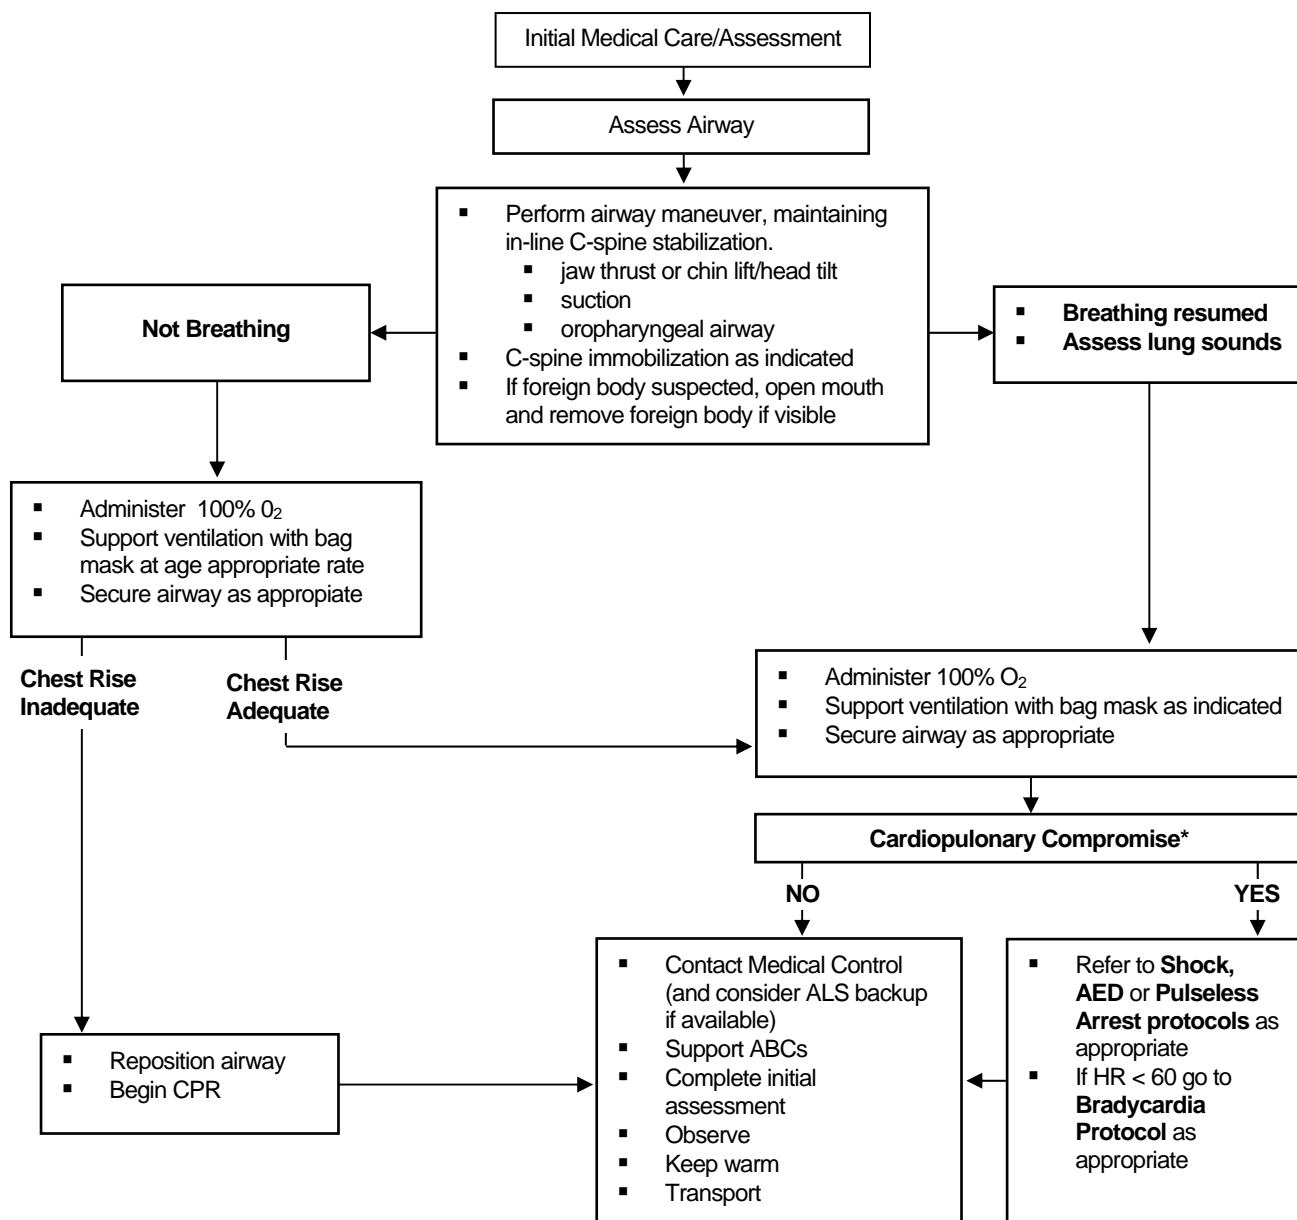 Initial Medical Care/Assessment
Assess Airway
▪ Perform airway maneuver, maintaining
in-line C-spine stabilization.
▪ jaw thrust or chin lift/head tilt
▪ suction
▪ oropharyngeal airway
▪ C-spine immobilization as indicated
▪ If foreign body suspected, open mouth
and remove foreign body if visible
Not Breathing
▪ Breathing resumed
▪ Assess lung sounds
▪ Administer 100% 0₂
▪ Support ventilation with bag
mask at age appropriate rate
▪ Secure airway as appropiate
Chest Rise
Inadequate
Chest Rise
Adequate
▪ Administer 100% O₂
▪ Support ventilation with bag mask as indicated
▪ Secure airway as appropriate
Cardiopulonary Compromise*
NO
YES
▪ Reposition airway
▪ Begin CPR
▪ Contact Medical Control
(and consider ALS backup
if available)
▪ Support ABCs
▪ Complete initial
assessment
▪ Observe
▪ Keep warm
▪ Transport
▪ Refer to Shock,
AED or Pulseless
Arrest protocols as
appropriate
▪ If HR < 60 go to
Bradycardia
Protocol as
appropriate